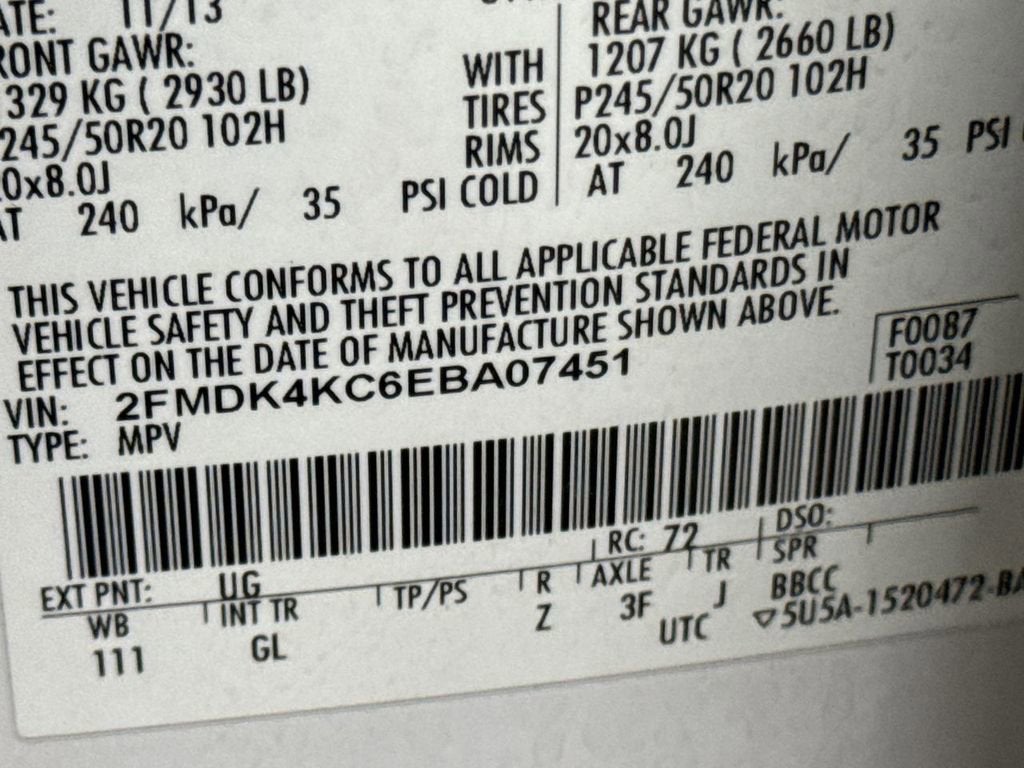 11/13
RONT GAWR:
329 KG ( 2930 LB)
245/50R20 102H
0x8.0J
AT 240 kPa/ 35 PSI COLD
WITH
TIRES
RIMS
REAR GAWR:
1207 KG ( 2660 LB)
P245/50R20 102H
20x8.0J
AT 240 kPa/ 35 PSI
THIS VEHICLE CONFORMS TO ALL APPLICABLE FEDERAL MOTOR
VEHICLE SAFETY AND THEFT PREVENTION STANDARDS IN
EFFECT ON THE DATE OF MANUFACTURE SHOWN ABOVE.
F0087
T0034
VIN: 2FMDK4KC6EBA07451
TYPE: MPV
EXT PNT: UG RC: 72 DSO:
WB INT TR TP/PS R AXLE TR SPR
111 GL Z 3F J BBCC
UTC ▽5U5A-1520472-BA